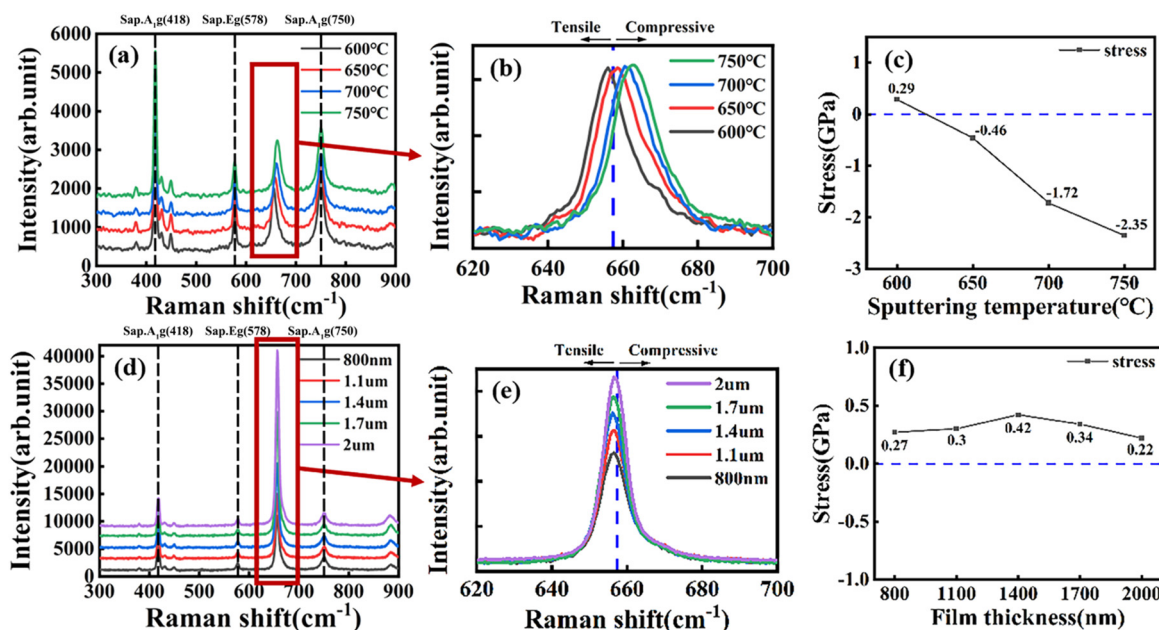 Sap.A₁g(418) Sap.Eg(578) Sap.A₁g(750)
(a)
600°C
650°C
700°C
750°C
Intensity(arb.unit)
6000
5000
4000
3000
2000
1000
0
300 400 500 600 700 800 900
Raman shift(cm⁻¹)
Tensile Compressive
(b)
750°C
700°C
650°C
600°C
Intensity(arb.unit)
620 640 660 680 700
Raman shift(cm⁻¹)
(c)
stress
Stress(GPa)
1
0
-1
-2
-3
0.29
-0.46
-1.72
-2.35
600 650 700 750
Sputtering temperature(°C)
Sap.A₁g(418) Sap.Eg(578) Sap.A₁g(750)
(d)
800nm
1.1um
1.4um
1.7um
2um
Intensity(arb.unit)
40000
35000
30000
25000
20000
15000
10000
5000
0
300 400 500 600 700 800 900
Raman shift(cm⁻¹)
Tensile Compressive
(e)
2um
1.7um
1.4um
1.1um
800nm
Intensity(arb.unit)
620 640 660 680 700
Raman shift(cm⁻¹)
(f)
stress
Stress(GPa)
1.0
0.5
0.0
-0.5
-1.0
0.27
0.3
0.42
0.34
0.22
800 1100 1400 1700 2000
Film thickness(nm)